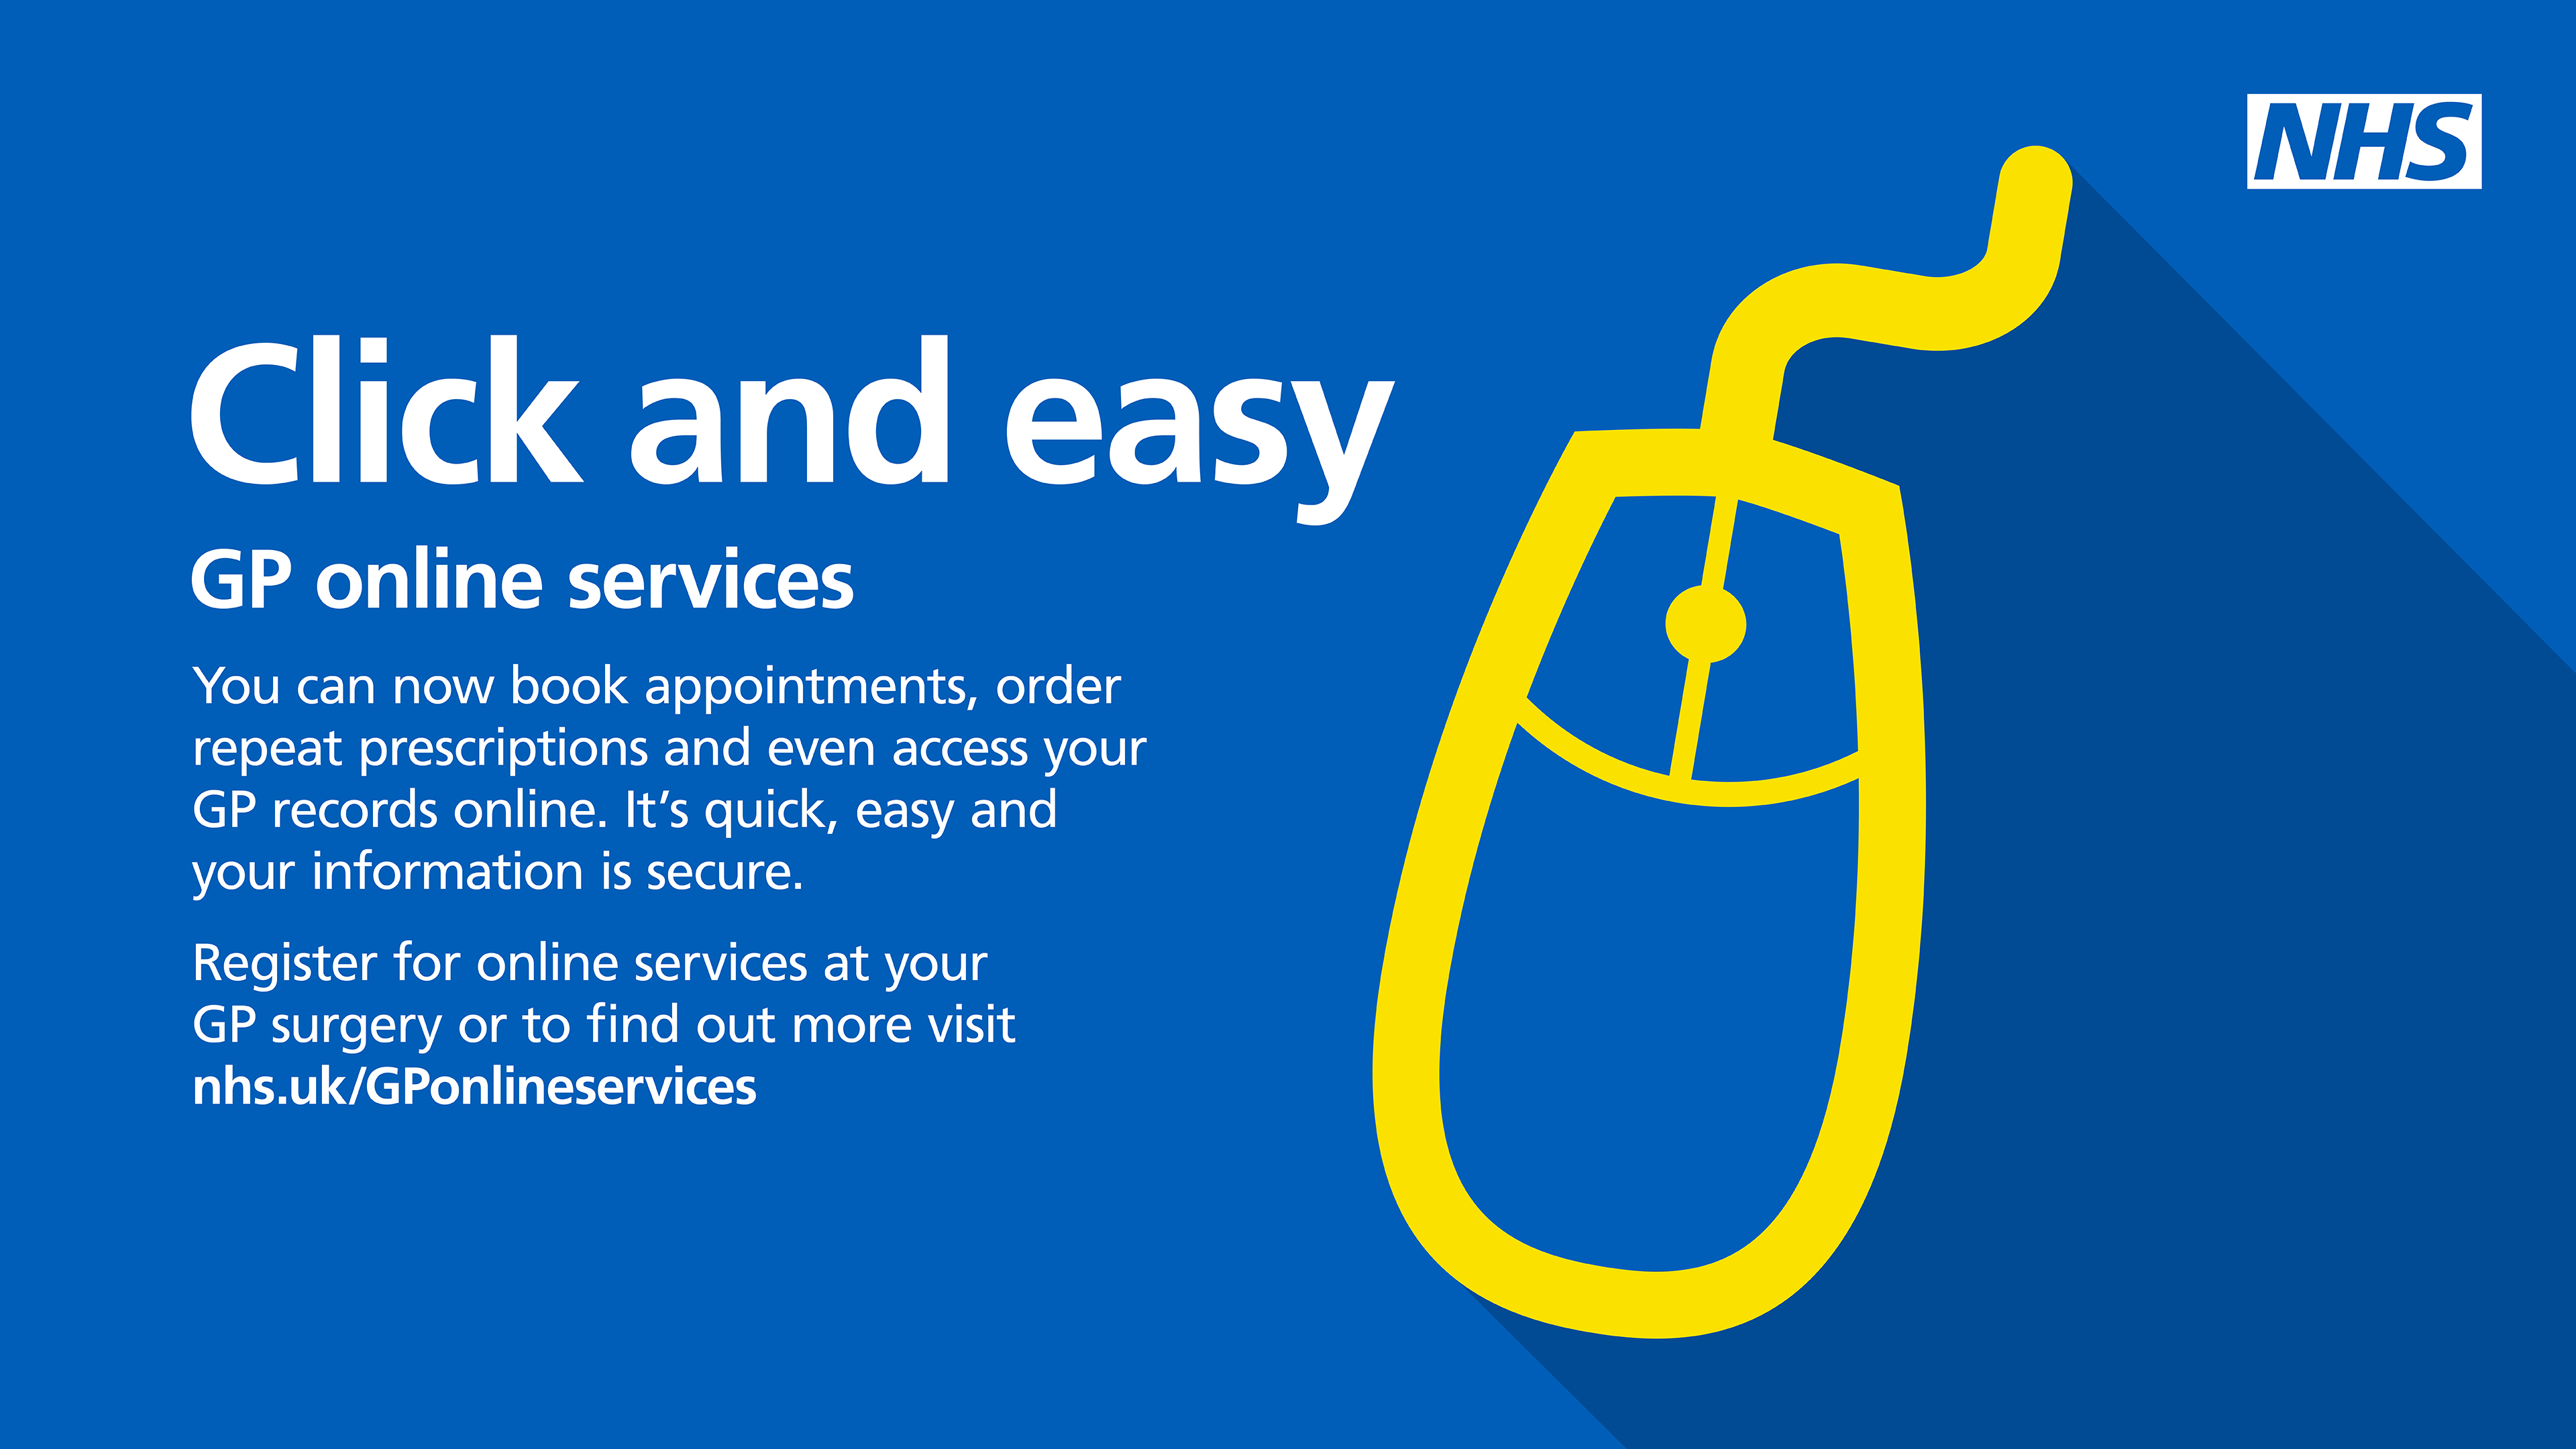 NHS
Click and easy
GP online services
You can now book appointments, order
repeat prescriptions and even access your
GP records online. It’s quick, easy and
your information is secure.
Register for online services at your
GP surgery or to find out more visit
nhs.uk/GPonlineservices